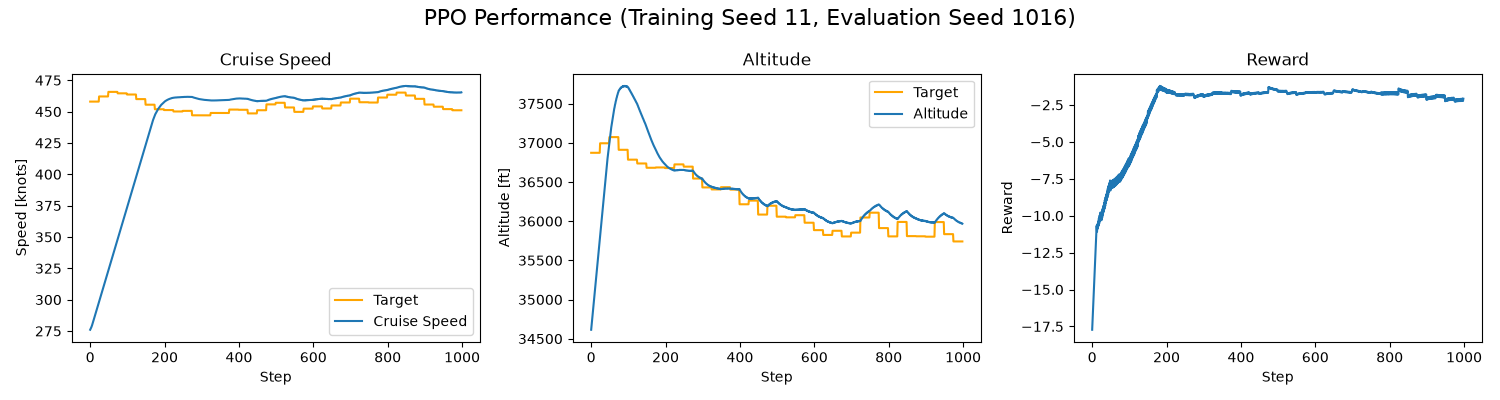 PPO Performance (Training Seed 11, Evaluation Seed 1016)
Cruise Speed
475
450
425
400
375
350
325
300
275
Speed [knots]
Target
Cruise Speed
0 200 400 600 800 1000
Step
Altitude
37500
37000
36500
36000
35500
35000
34500
Altitude [ft]
Target
Altitude
0 200 400 600 800 1000
Step
Reward
−2.5
−5.0
−7.5
−10.0
−12.5
−15.0
−17.5
Reward
0 200 400 600 800 1000
Step